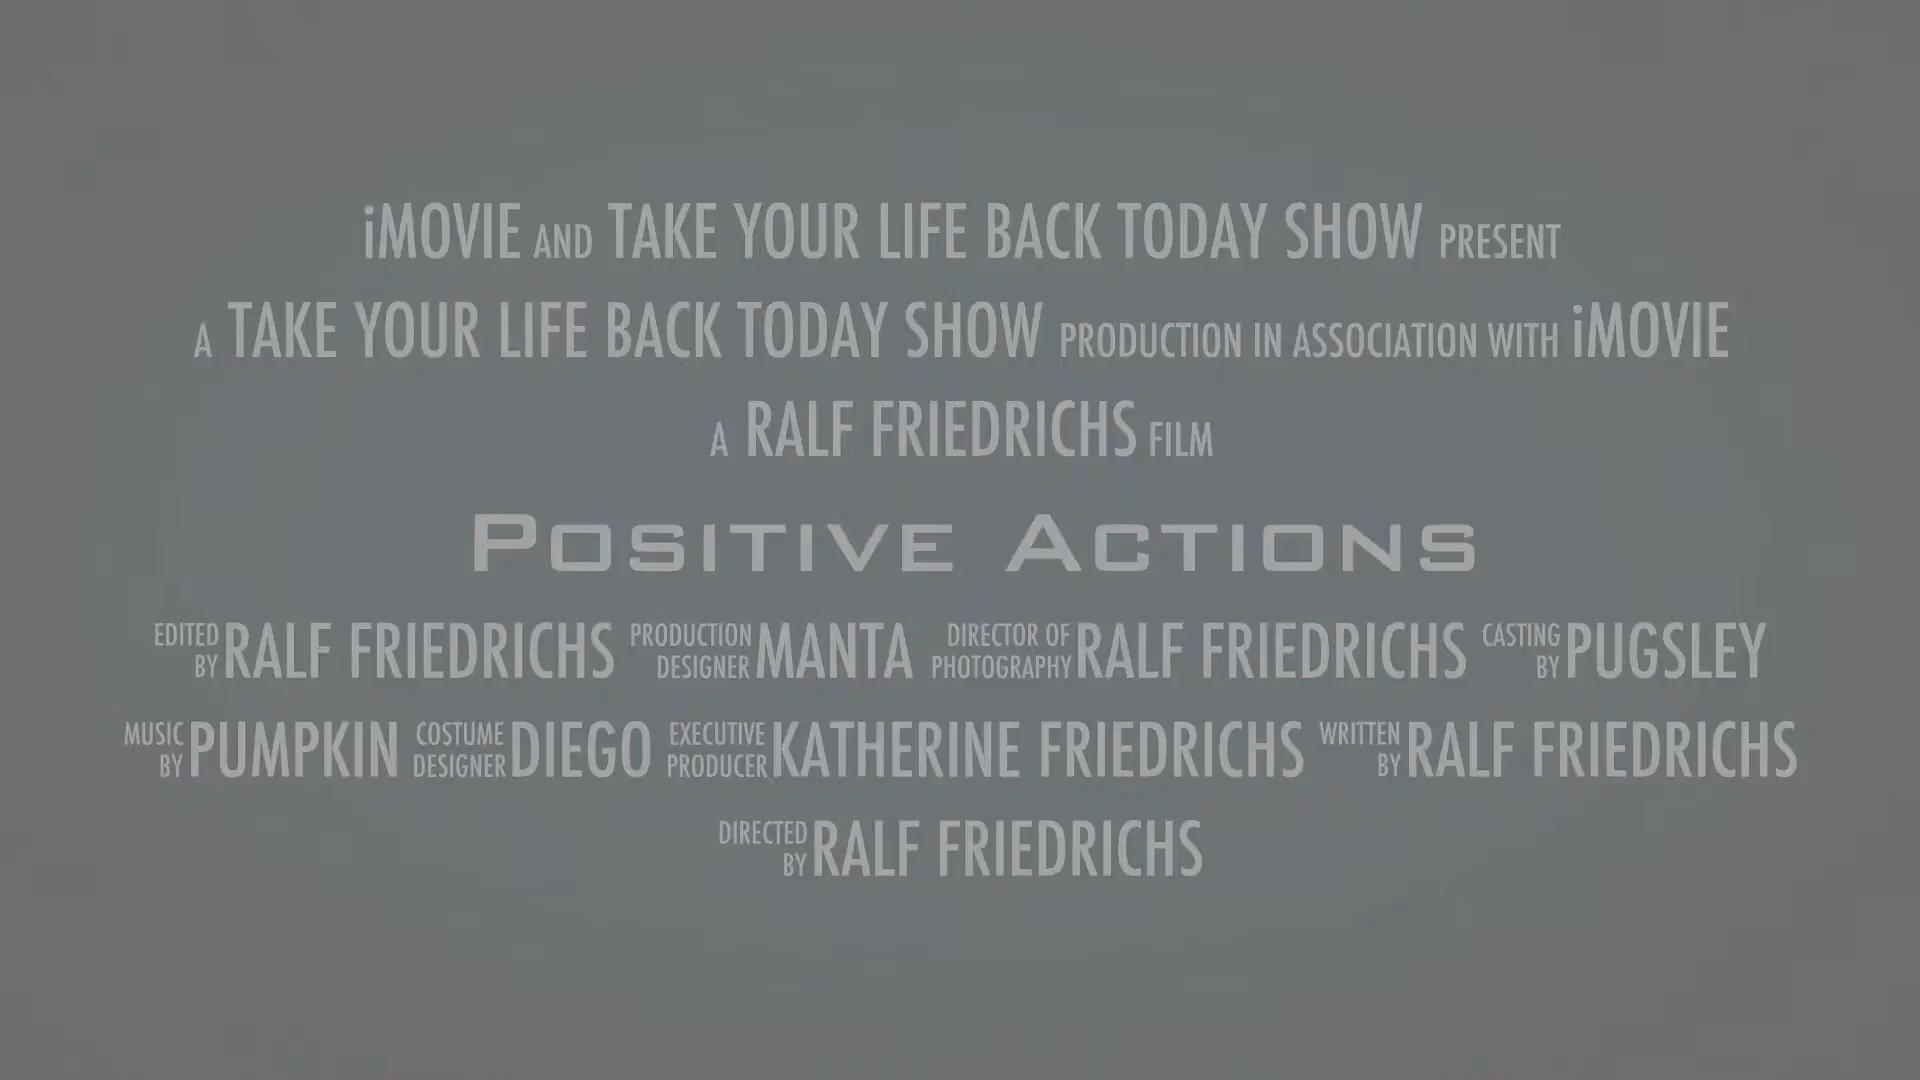 iMOVIE AND TAKE YOUR LIFE BACK TODAY SHOW PRESENT
A TAKE YOUR LIFE BACK TODAY SHOW PRODUCTION IN ASSOCIATION WITH iMOVIE
A RALF FRIEDRICHS FILM
POSITIVE ACTIONS
EDITED BY RALF FRIEDRICHS PRODUCTION DESIGNER MANTA DIRECTOR OF PHOTOGRAPHY RALF FRIEDRICHS CASTING BY PUGSLEY
MUSIC BY PUMPKIN COSTUME DESIGNER DIEGO EXECUTIVE PRODUCER KATHERINE FRIEDRICHS WRITTEN BY RALF FRIEDRICHS
DIRECTED BY RALF FRIEDRICHS